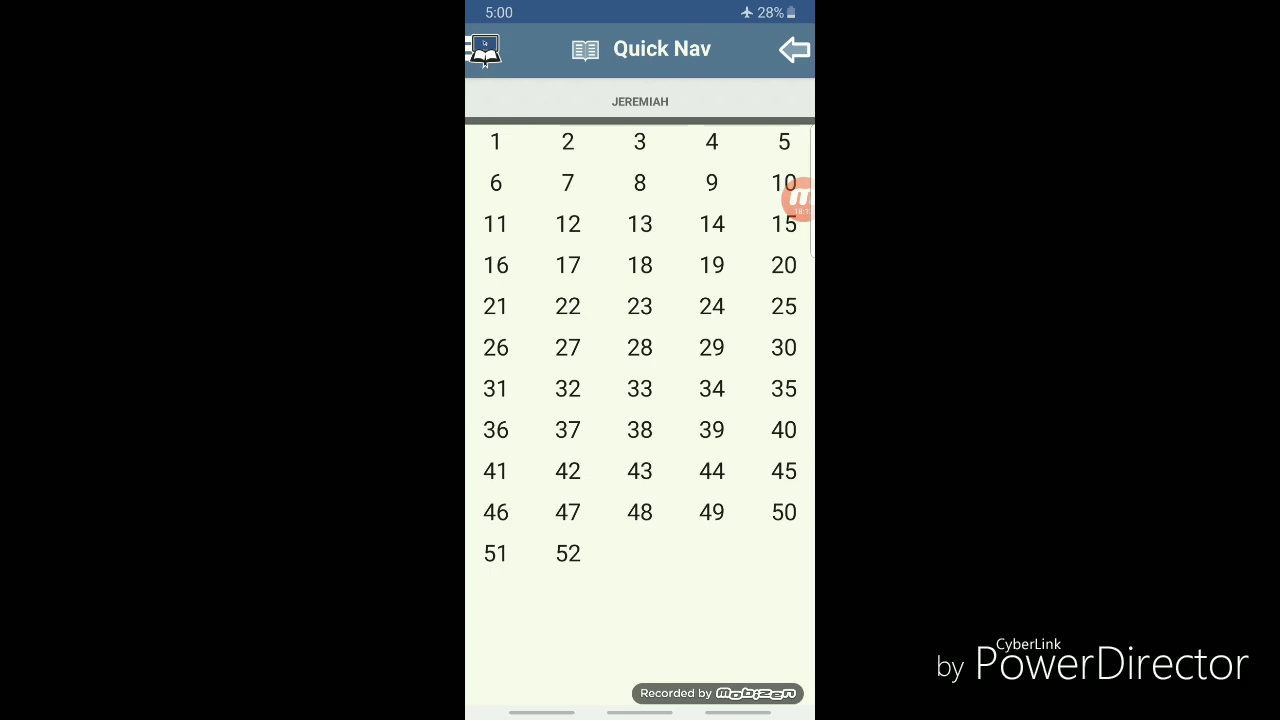 5:00 28%
Quick Nav
JEREMIAH
1 2 3 4 5
6 7 8 9 10
11 12 13 14 15
16 17 18 19 20
21 22 23 24 25
26 27 28 29 30
31 32 33 34 35
36 37 38 39 40
41 42 43 44 45
46 47 48 49 50
51 52
CyberLink
by PowerDirector
Recorded by mobizen